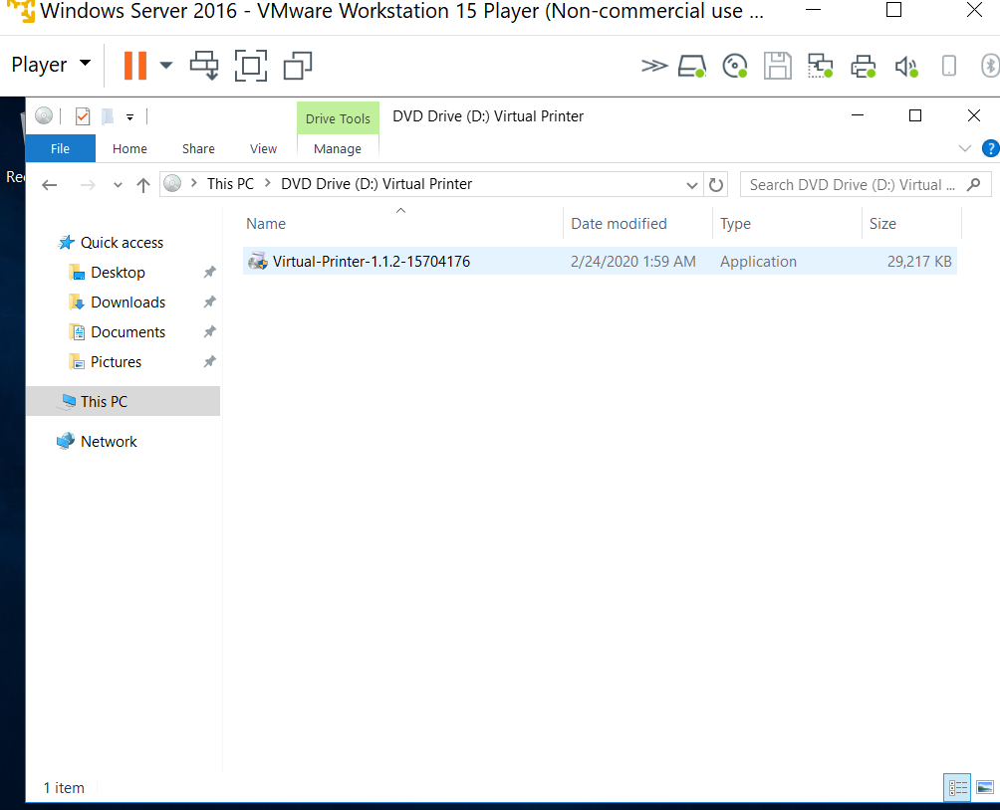 Windows Server 2016 - VMware Workstation 15 Player (Non-commercial use ...
Player
Drive Tools
DVD Drive (D:) Virtual Printer
File
Home
Share
View
Manage
?
This PC > DVD Drive (D:) Virtual Printer
Search DVD Drive (D:) Virtual ...
Name
Date modified
Type
Size
Virtual-Printer-1.1.2-15704176
2/24/2020 1:59 AM
Application
29,217 KB
Quick access
Desktop
Downloads
Documents
Pictures
This PC
Network
1 item